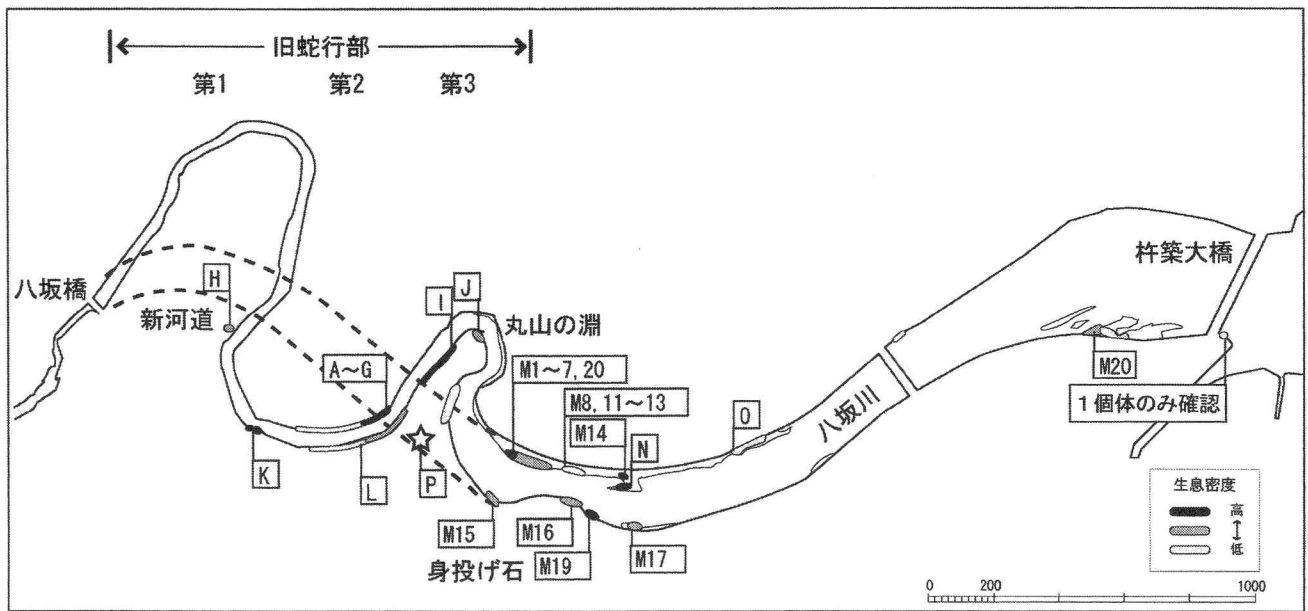 旧蛇行部
第1 第2 第3
八坂橋
新河道
H
I
J
丸山の淵
A～G
M1～7, 20
M8, 11～13
M14
N
O
八坂川
杵築大橋
M20
1個体のみ確認
K
L
P
M15
M16
M19
M17
身投げ石
生息密度
高
低
0 200 1000